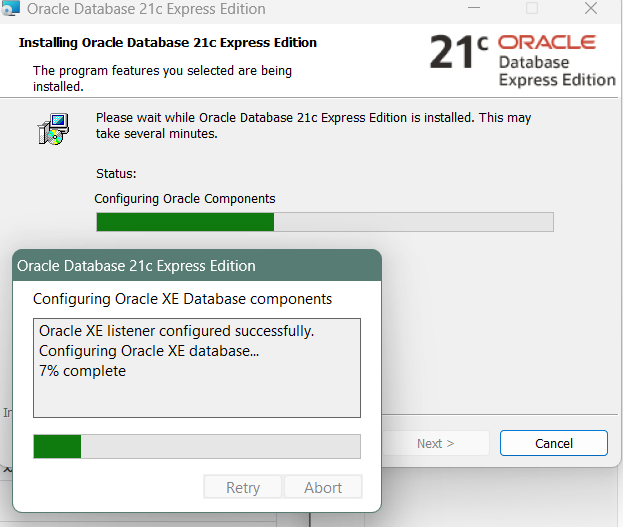 Oracle Database 21c Express Edition
Installing Oracle Database 21c Express Edition
The program features you selected are being
installed.
21c ORACLE
Database
Express Edition
Please wait while Oracle Database 21c Express Edition is installed. This may
take several minutes.
Status:
Configuring Oracle Components
Oracle Database 21c Express Edition
Configuring Oracle XE Database components
Oracle XE listener configured successfully.
Configuring Oracle XE database...
7% complete
In
Retry
Abort
Next >
Cancel